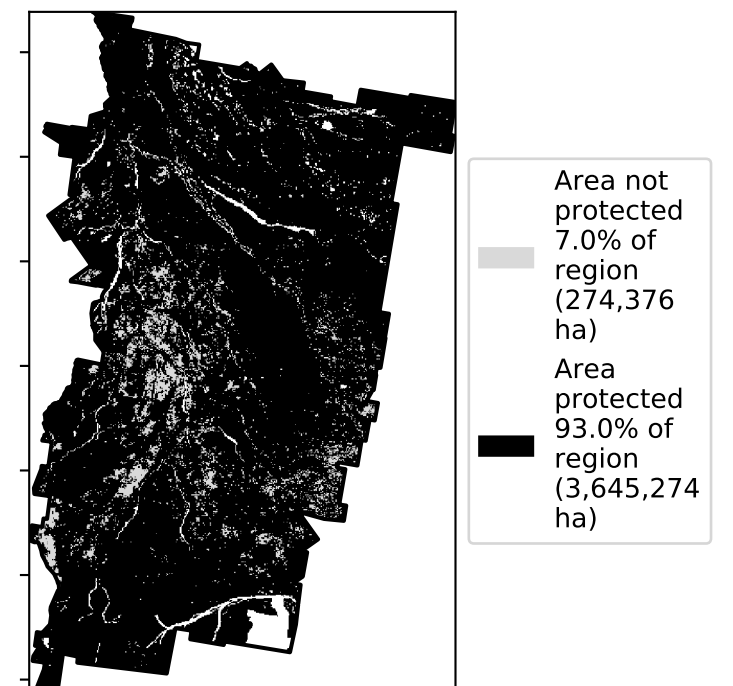 Area not
protected
7.0% of
region
(274,376
ha)
Area
protected
93.0% of
region
(3,645,274
ha)